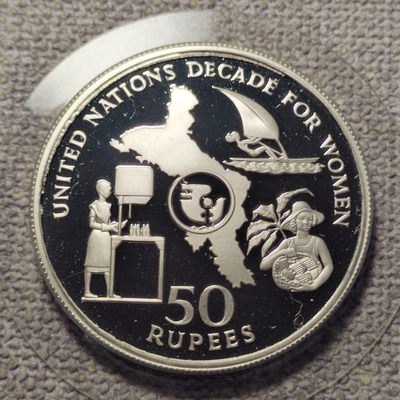 UNITED NATIONS DECADE FOR WOMEN
50
RUPEES